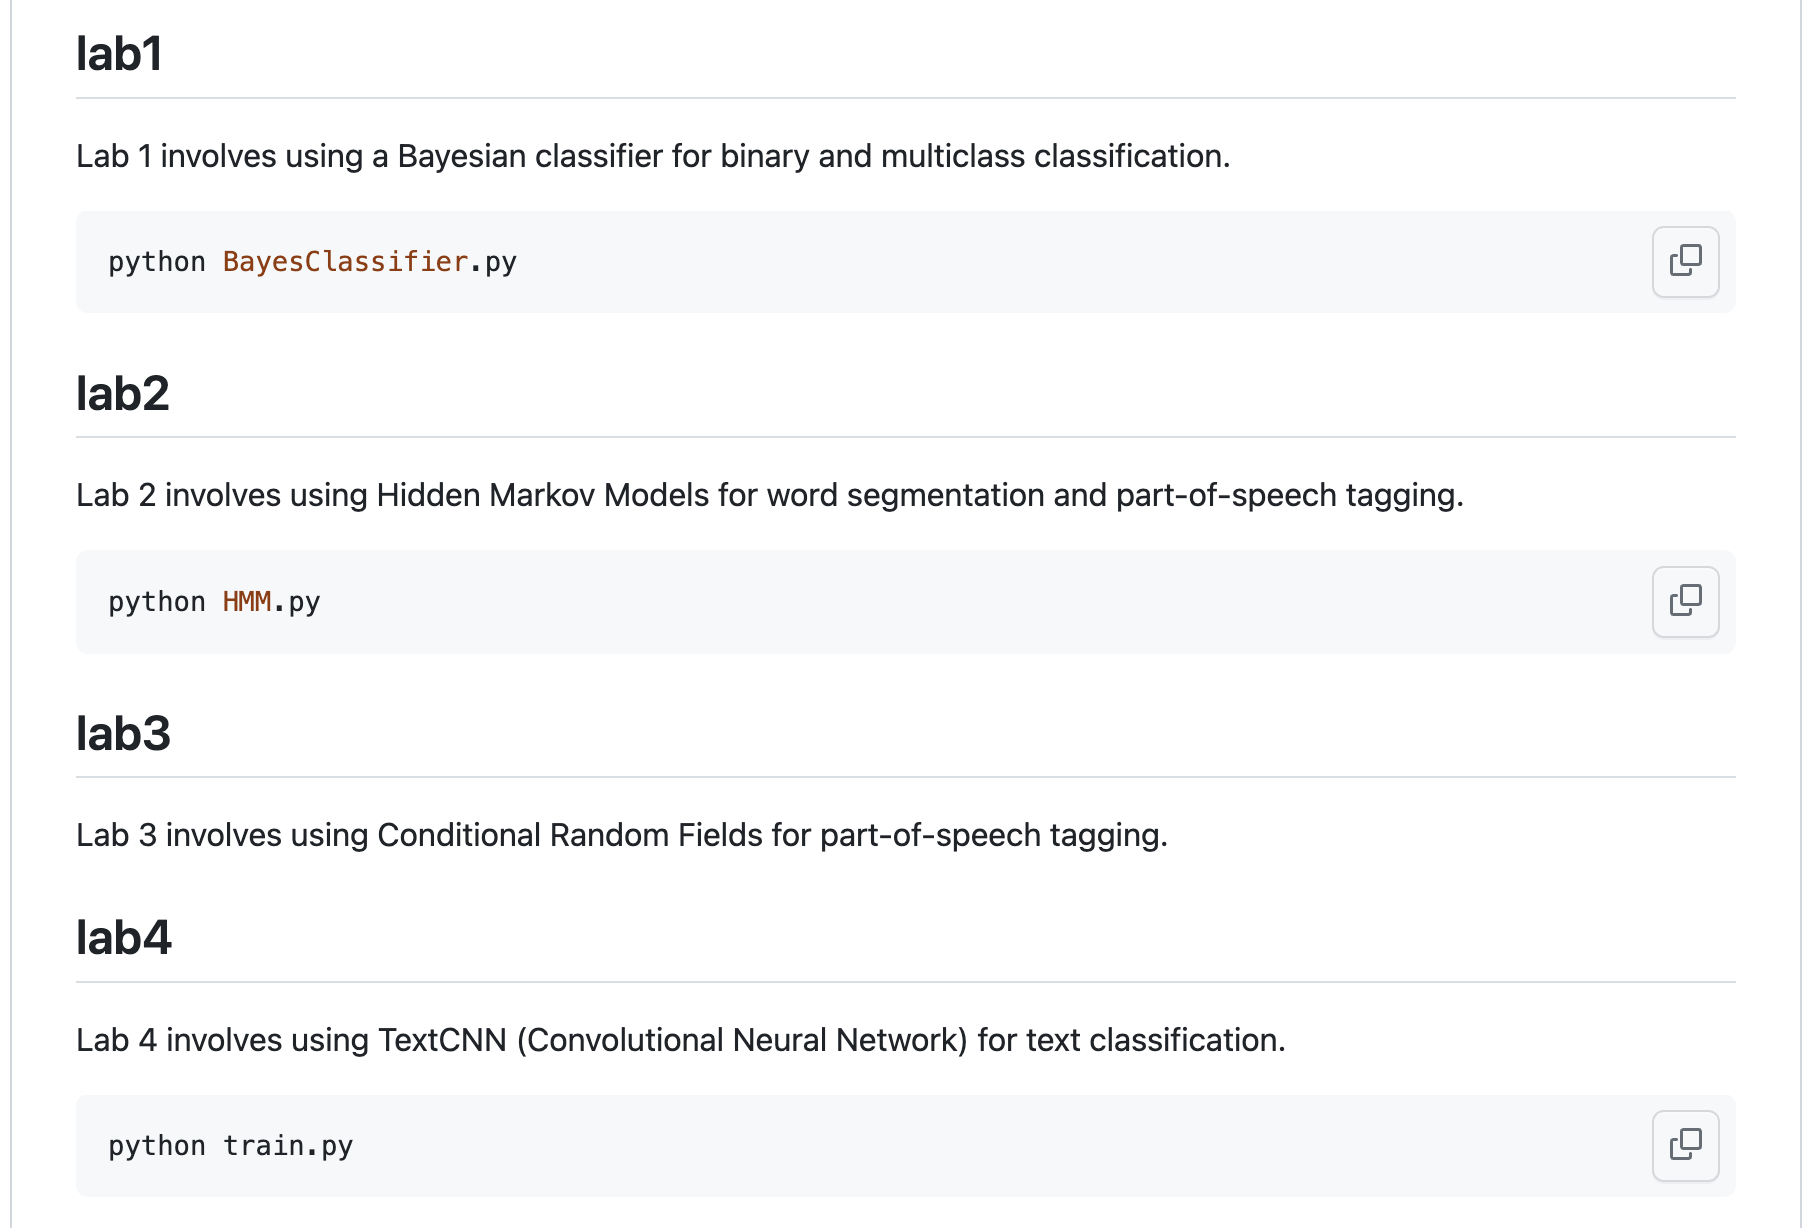 lab1
Lab 1 involves using a Bayesian classifier for binary and multiclass classification.
python BayesClassifier.py
lab2
Lab 2 involves using Hidden Markov Models for word segmentation and part-of-speech tagging.
python HMM.py
lab3
Lab 3 involves using Conditional Random Fields for part-of-speech tagging.
lab4
Lab 4 involves using TextCNN (Convolutional Neural Network) for text classification.
python train.py